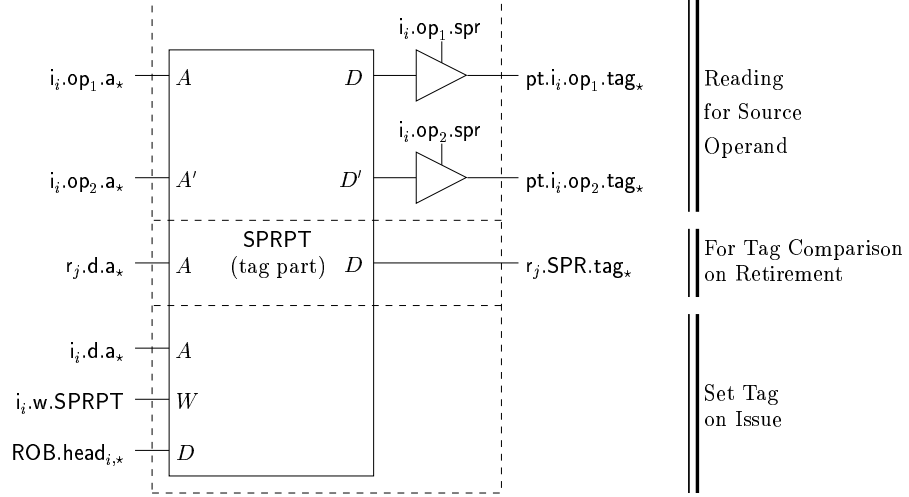 i_i.op_1.spr
i_i.op_1.a_⋆ A D pt.i_i.op_1.tag_⋆
Reading
for Source
Operand
i_i.op_2.spr
i_i.op_2.a_⋆ A′ D′ pt.i_i.op_2.tag_⋆
SPRPT
(tag part)
r_j.d.a_⋆ A D r_j.SPR.tag_⋆
For Tag Comparison
on Retirement
i_i.d.a_⋆ A
i_i.w.SPRPT W
ROB.head_{i,⋆} D
Set Tag
on Issue